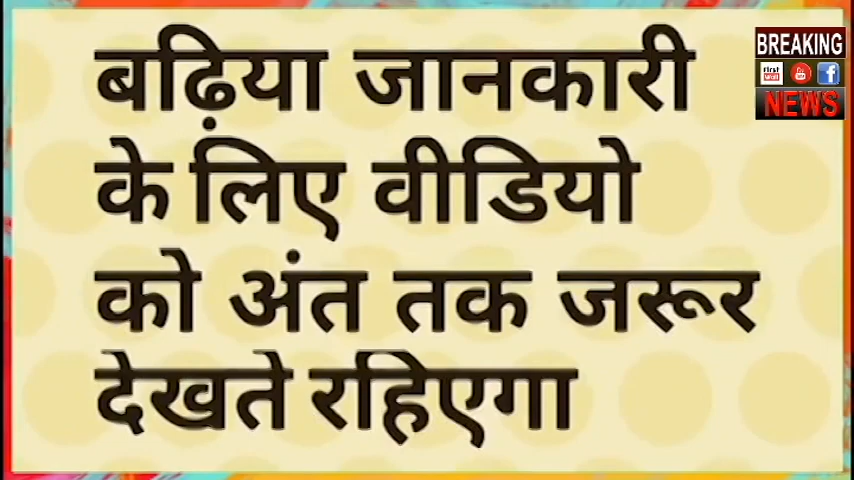 बढ़िया जानकारी
के लिए वीडियो
को अंत तक जरूर
देखते रहिएगा
BREAKING
NEWS